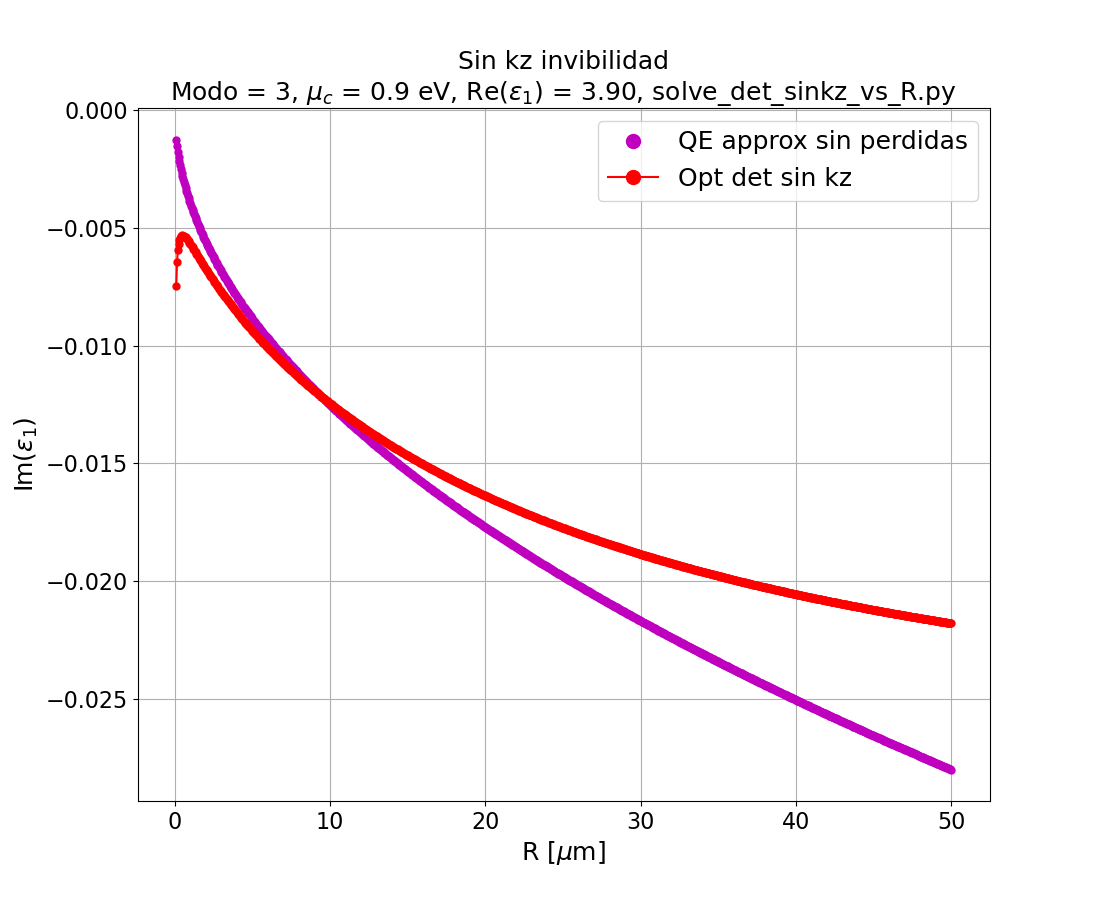 Sin kz invibilidad
Modo = 3, μc = 0.9 eV, Re(ε1) = 3.90, solve_det_sinkz_vs_R.py
QE approx sin perdidas
Opt det sin kz
0.000
−0.005
−0.010
−0.015
−0.020
−0.025
Im(ε1)
0 10 20 30 40 50
R [μm]